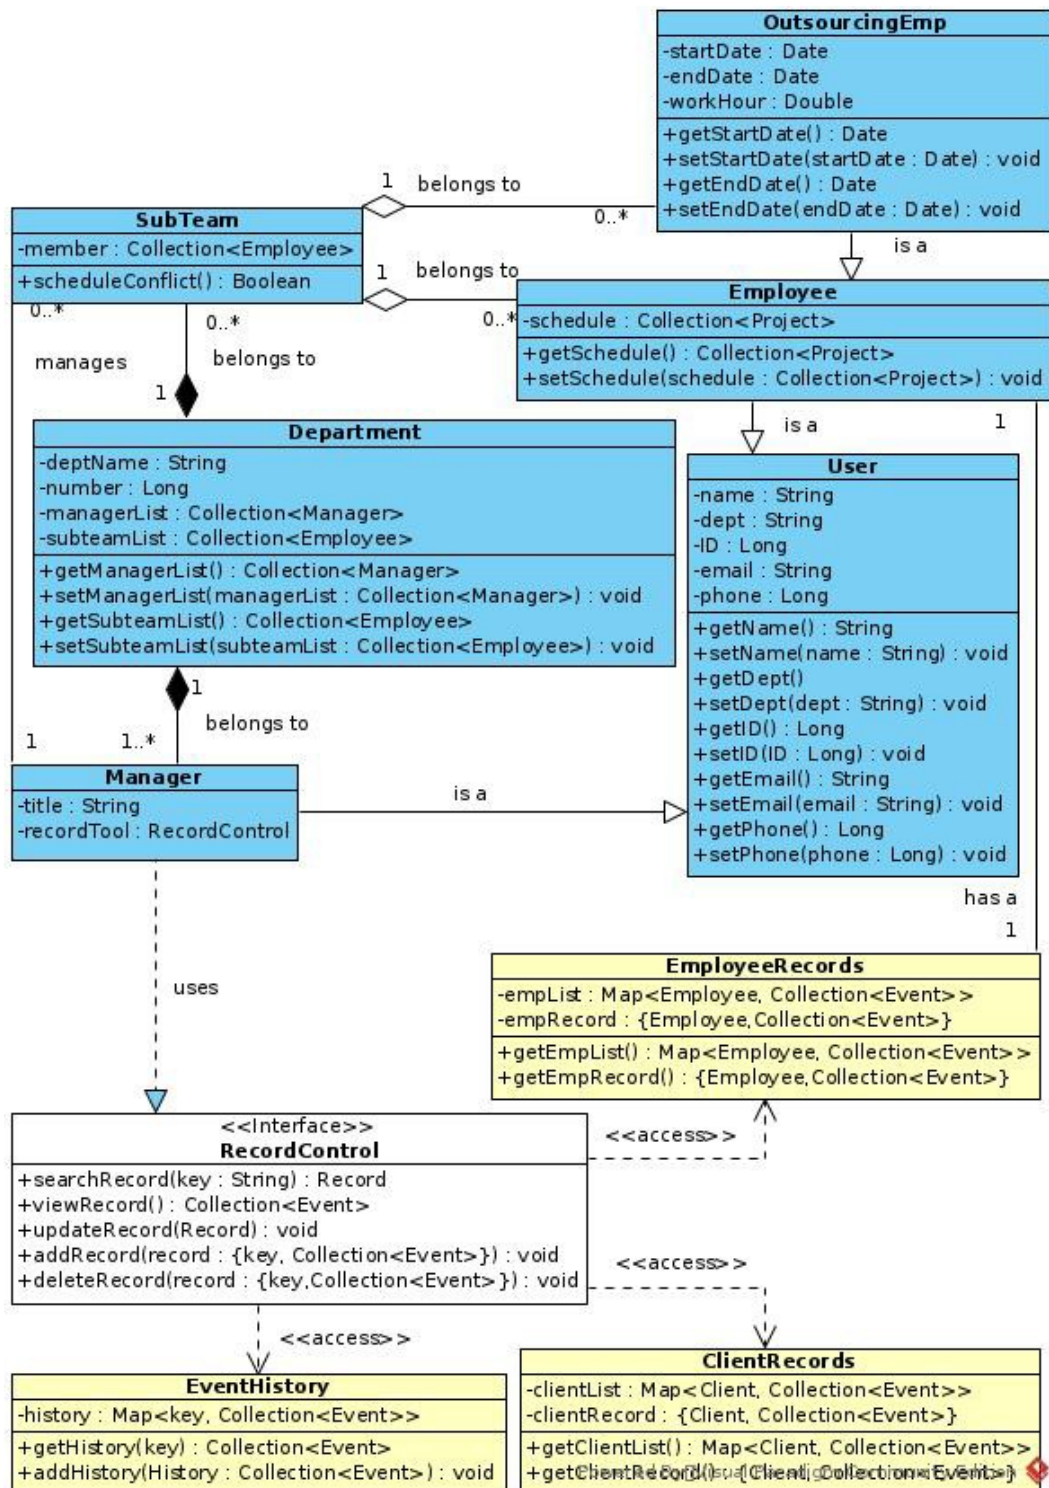 OutsourcingEmp
-startDate : Date
-endDate : Date
-workHour : Double
+getStartDate() : Date
+setStartDate(startDate : Date) : void
+getEndDate() : Date
+setEndDate(endDate : Date) : void
1
belongs to
0..*
is a
SubTeam
-member : Collection<Employee>
+scheduleConflict() : Boolean
1
belongs to
0..*
Employee
-schedule : Collection<Project>
+getSchedule() : Collection<Project>
+setSchedule(schedule : Collection<Project>) : void
0..*
0..*
manages
belongs to
1
is a
1
Department
-deptName : String
-number : Long
-managerList : Collection<Manager>
-subteamList : Collection<Employee>
+getManagerList() : Collection<Manager>
+setManagerList(managerList : Collection<Manager>) : void
+getSubteamList() : Collection<Employee>
+setSubteamList(subteamList : Collection<Employee>) : void
User
-name : String
-dept : String
-ID : Long
-email : String
-phone : Long
+getName() : String
+setName(name : String) : void
+getDept()
+setDept(dept : String) : void
+getID() : Long
+setID(ID : Long) : void
+getEmail() : String
+setEmail(email : String) : void
+getPhone() : Long
+setPhone(phone : Long) : void
1
belongs to
1
1..*
Manager
-title : String
-recordTool : RecordControl
is a
has a
1
uses
EmployeeRecords
-empList : Map<Employee, Collection<Event>>
-empRecord : {Employee,Collection<Event>}
+getEmpList() : Map<Employee, Collection<Event>>
+getEmpRecord() : {Employee,Collection<Event>}
<<Interface>>
RecordControl
+searchRecord(key : String) : Record
+viewRecord() : Collection<Event>
+updateRecord(Record) : void
+addRecord(record : {key, Collection<Event>}) : void
+deleteRecord(record : {key,Collection<Event>}) : void
<<access>>
<<access>>
<<access>>
EventHistory
-history : Map<key, Collection<Event>>
+getHistory(key) : Collection<Event>
+addHistory(History : Collection<Event>) : void
ClientRecords
-clientList : Map<Client, Collection<Event>>
-clientRecord : {Client, Collection<Event>}
+getClientList() : Map<Client, Collection<Event>>
+getClientRecord() : {Client, Collection<Event>}
Powered By Visual Paradigm Community Edition